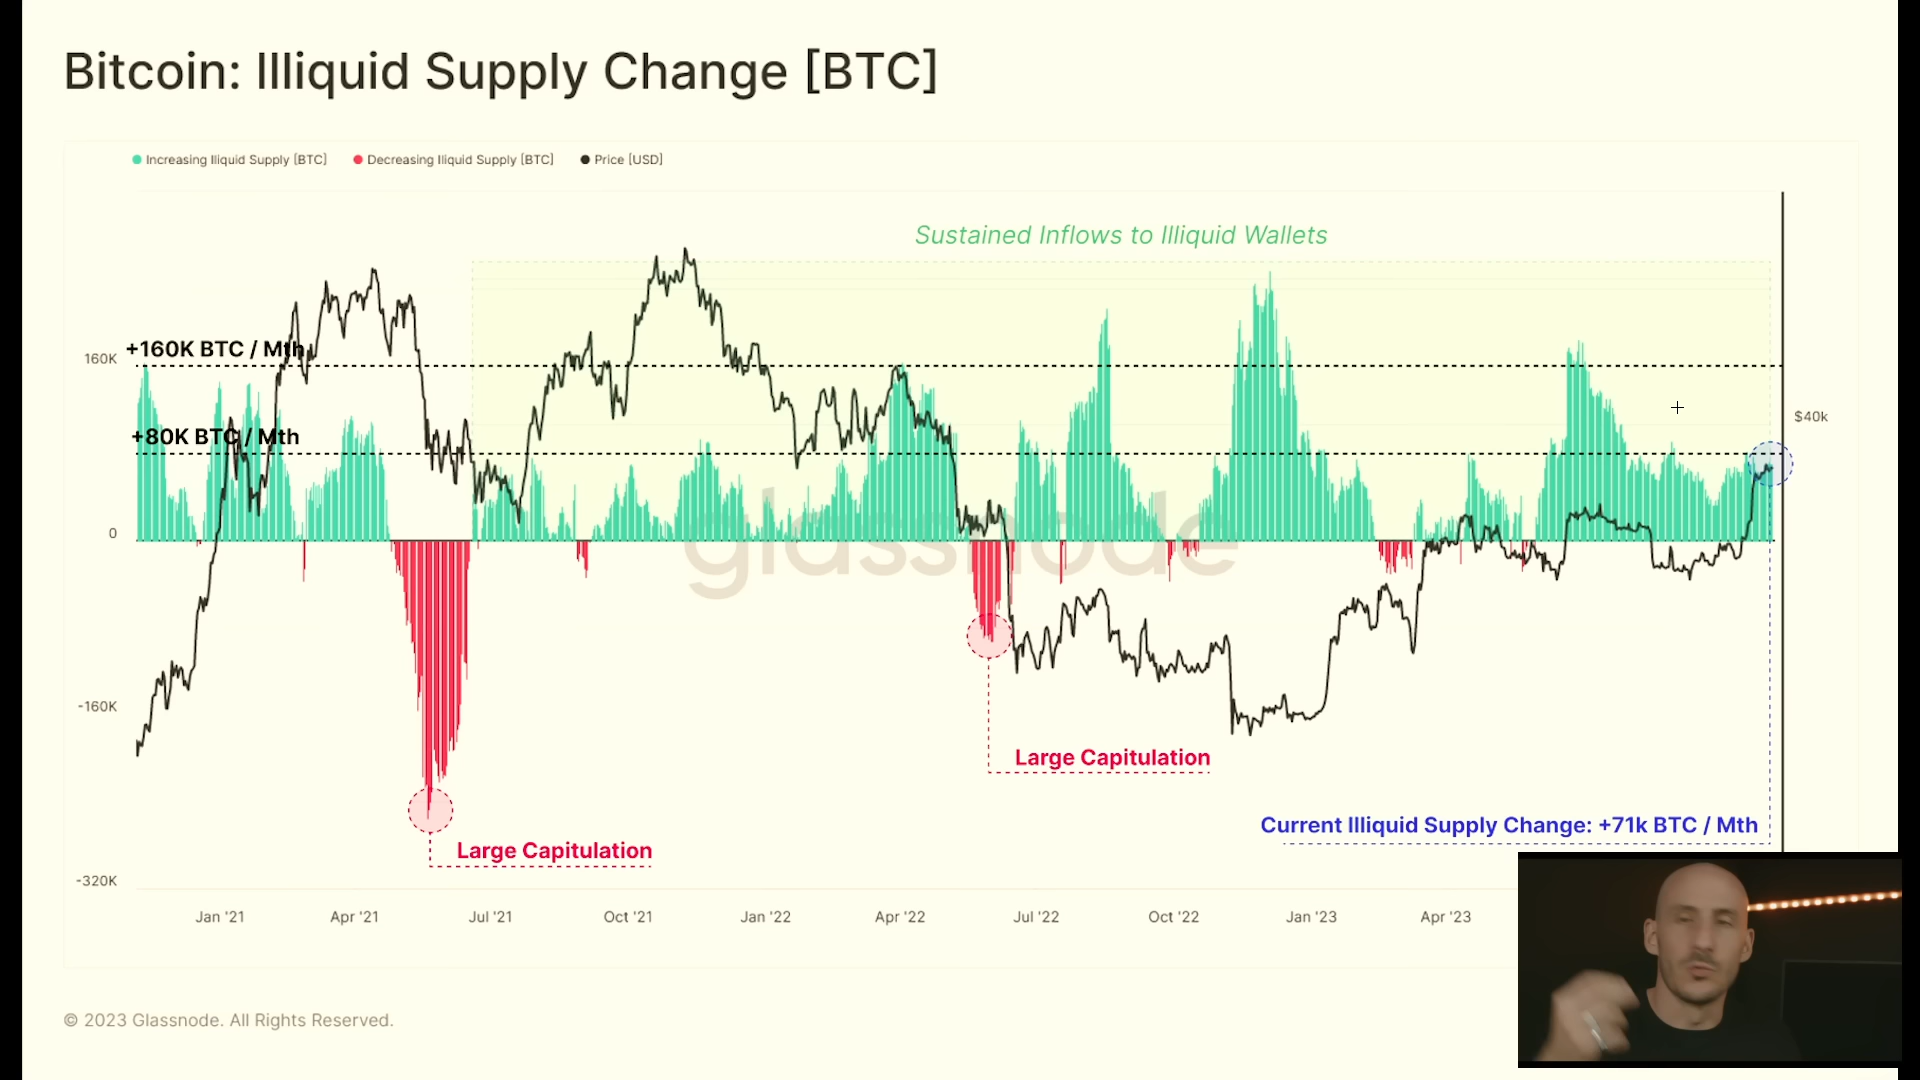 Bitcoin: Illiquid Supply Change [BTC]
Increasing Iliquid Supply [BTC] Decreasing Iliquid Supply [BTC] Price [USD]
Sustained Inflows to Illiquid Wallets
+160K BTC / Mth
160K
$40k
+80K BTC / Mth
glassnode
0
-160K
Large Capitulation
Current Illiquid Supply Change: +71k BTC / Mth
Large Capitulation
-320K
Jan '21 Apr '21 Jul '21 Oct '21 Jan '22 Apr '22 Jul '22 Oct '22 Jan '23 Apr '23
© 2023 Glassnode. All Rights Reserved.